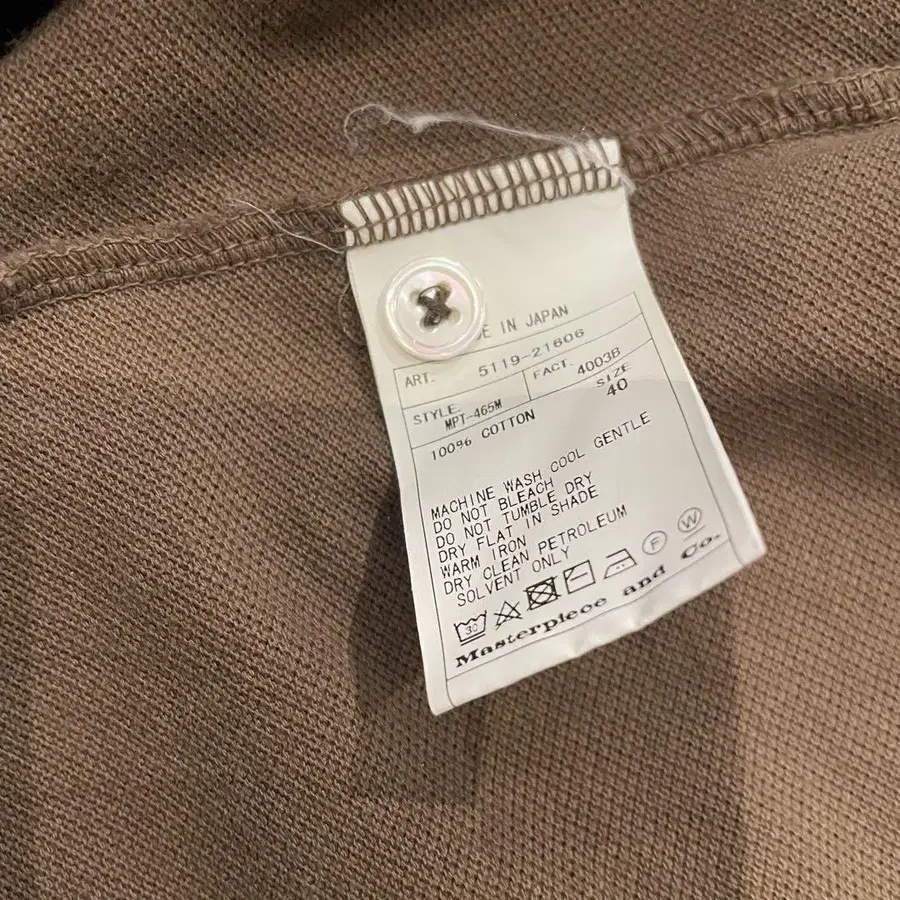 E IN JAPAN
ART. 5119-21606
STYLE. MPT-465M FACT. 4003B
100% COTTON SIZE 40
MACHINE WASH COOL GENTLE
DO NOT BLEACH
DO NOT TUMBLE DRY
DRY FLAT IN SHADE
WARM IRON
DRY CLEAN PETROLEUM
SOLVENT ONLY
30 F W
Masterpiece and Co.